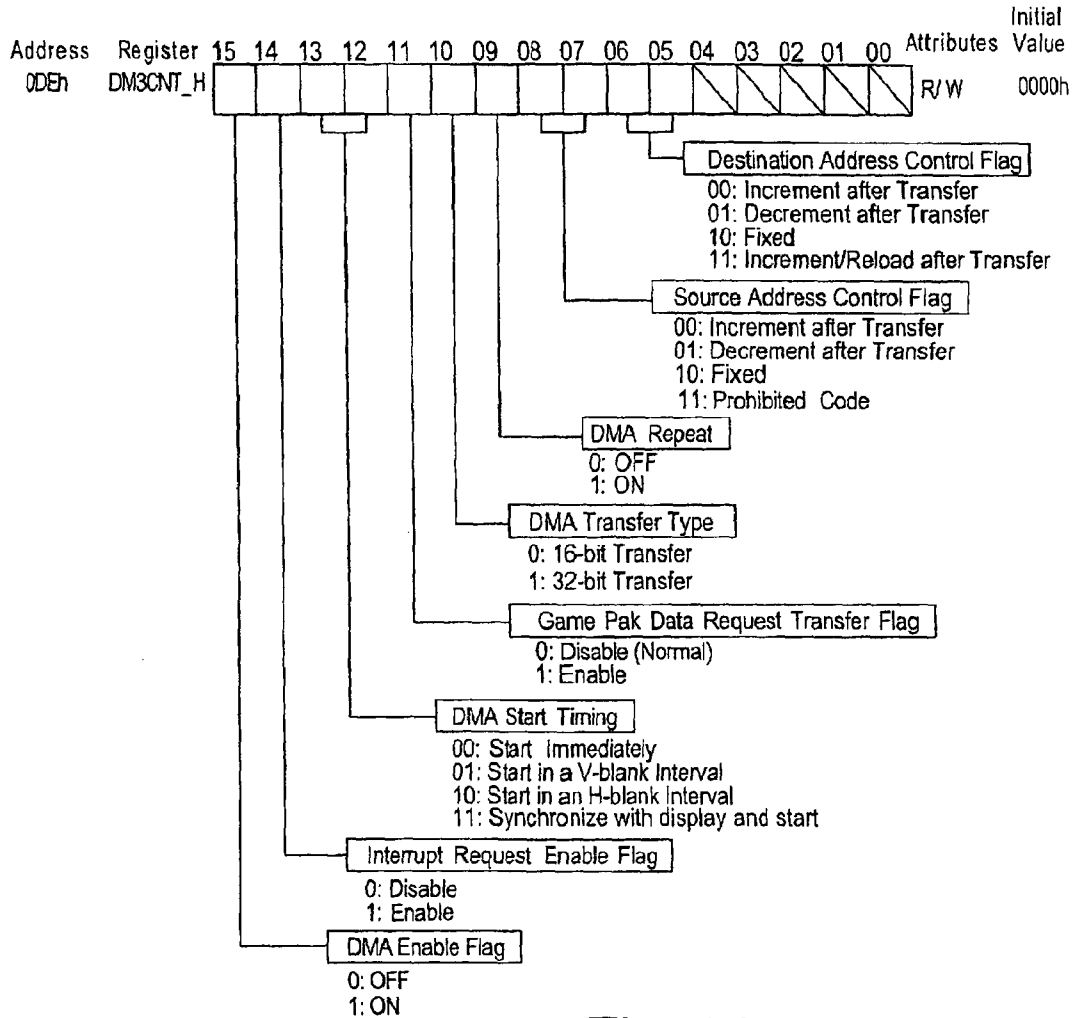 Initial
Address Register 15 14 13 12 11 10 09 08 07 06 05 04 03 02 01 00 Attributes Value
0DEh DM3CNT_H R/W 0000h
Destination Address Control Flag
00: Increment after Transfer
01: Decrement after Transfer
10: Fixed
11: Increment/Reload after Transfer
Source Address Control Flag
00: Increment after Transfer
01: Decrement after Transfer
10: Fixed
11: Prohibited Code
DMA Repeat
0: OFF
1: ON
DMA Transfer Type
0: 16-bit Transfer
1: 32-bit Transfer
Game Pak Data Request Transfer Flag
0: Disable (Normal)
1: Enable
DMA Start Timing
00: Start Immediately
01: Start in a V-blank Interval
10: Start in an H-blank Interval
11: Synchronize with display and start
Interrupt Request Enable Flag
0: Disable
1: Enable
DMA Enable Flag
0: OFF
1: ON